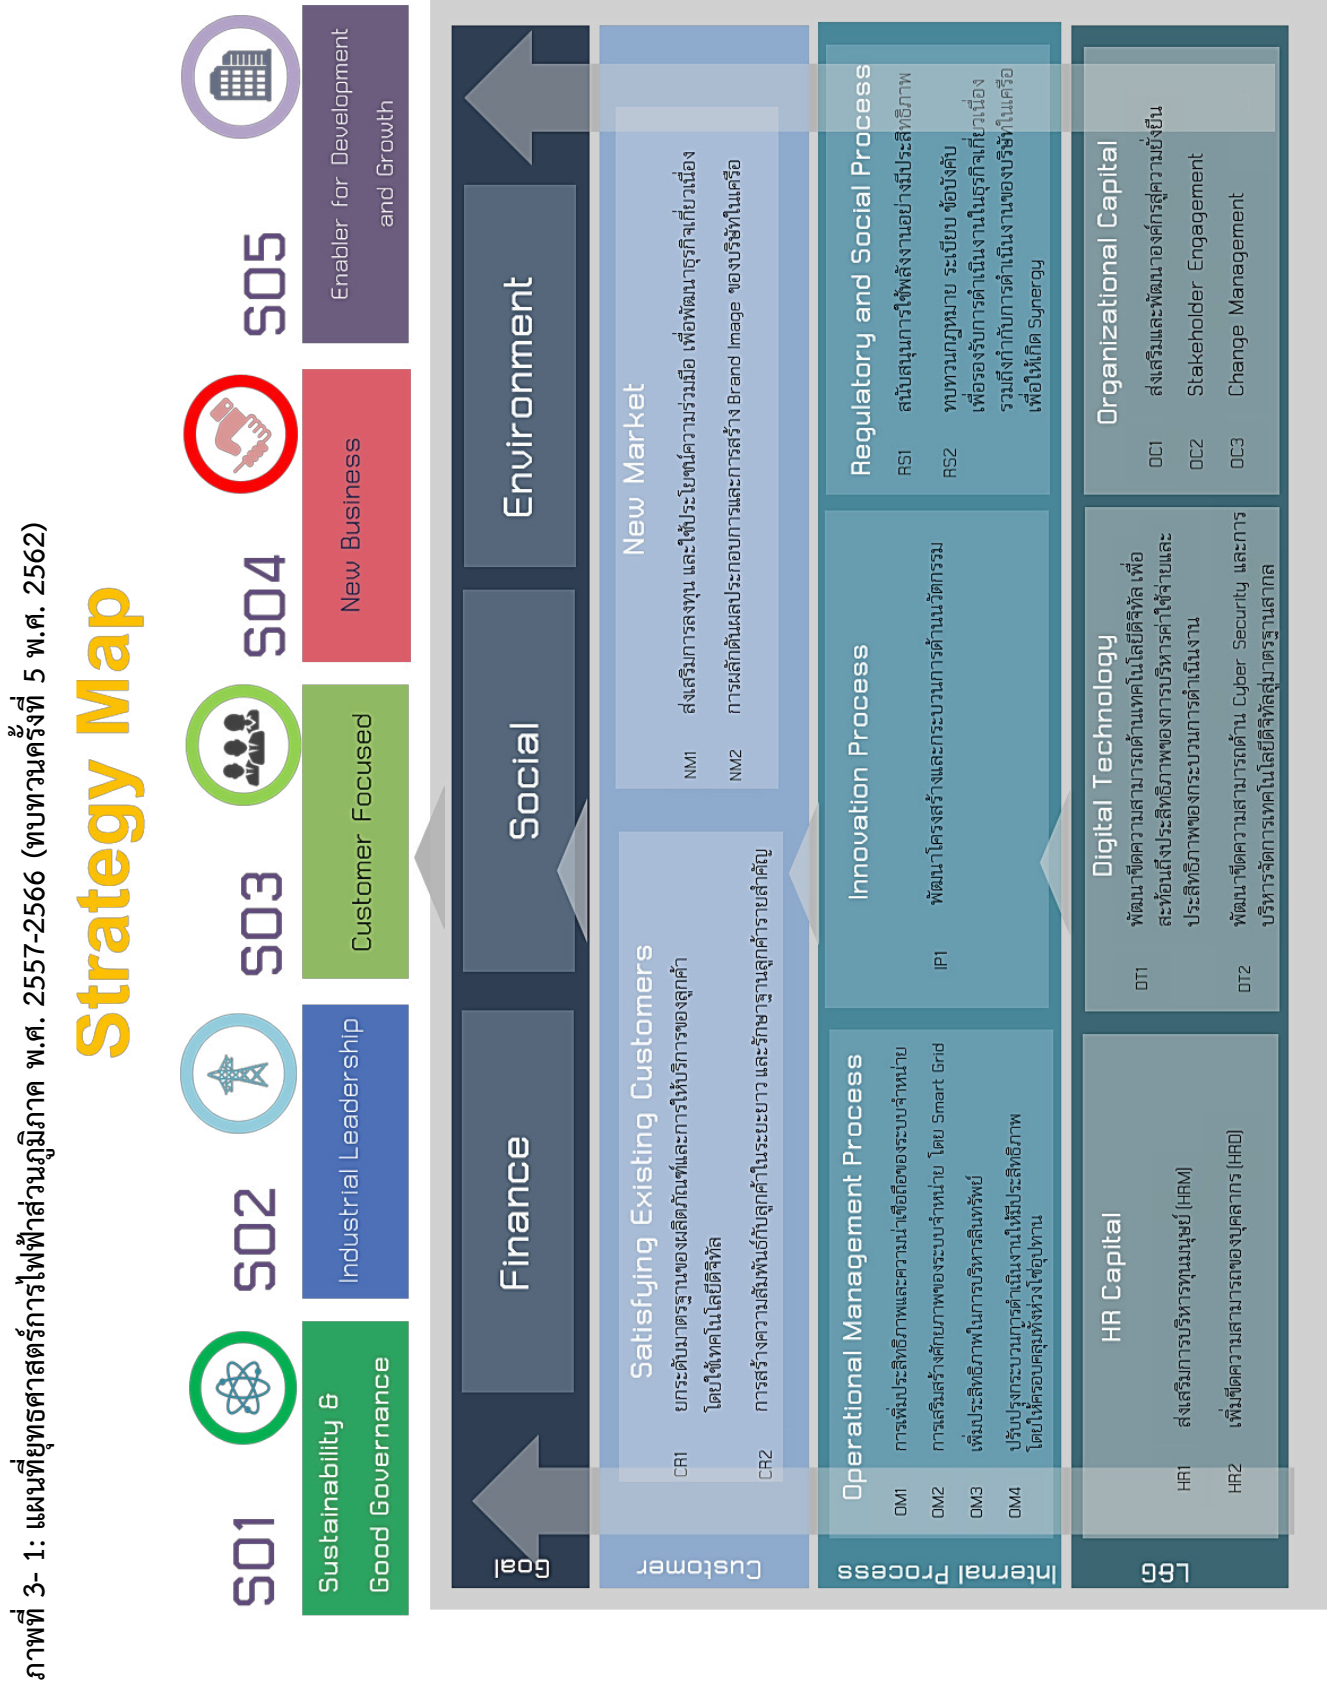 ภาพที่ 3- 1: แผนที่ยุทธศาสตร์การไฟฟ้าส่วนภูมิภาค พ.ศ. 2557-2566 (ทบทวนครั้งที่ 5 พ.ศ. 2562)
Strategy Map
SO1
Sustainability &
Good Governance
SO2
Industrial Leadership
SO3
Customer Focused
SO4
New Business
SO5
Enabler for Development
and Growth
Goal
Finance
Social
Environment
Customer
Satisfying Existing Customers
CR1 ยกระดับมาตรฐานของผลิตภัณฑ์และการให้บริการของลูกค้า
โดยใช้เทคโนโลยีดิจิทัล
CR2 การสร้างความสัมพันธ์กับลูกค้าในระยะยาว และรักษาฐานลูกค้ารายสำคัญ
New Market
NM1 ส่งเสริมการลงทุน และใช้ประโยชน์ความร่วมมือ เพื่อพัฒนาธุรกิจเกี่ยวเนื่อง
NM2 การผลักดันผลประกอบการและการสร้าง Brand Image ของบริษัทในเครือ
Internal Process
Operational Management Process
OM1 การเพิ่มประสิทธิภาพและความน่าเชื่อถือของระบบจำหน่าย
OM2 การเสริมสร้างศักยภาพของระบบจำหน่าย โดย Smart Grid
OM3 เพิ่มประสิทธิภาพในการบริหารสินทรัพย์
OM4 ปรับปรุงกระบวนการดำเนินงานให้มีประสิทธิภาพ
โดยให้ครอบคลุมทั้งห่วงโซ่อุปทาน
Innovation Process
IP1 พัฒนาโครงสร้างและกระบวนการด้านนวัตกรรม
Regulatory and Social Process
RS1 สนับสนุนการใช้พลังงานอย่างมีประสิทธิภาพ
RS2 ทบทวนกฎหมาย ระเบียบ ข้อบังคับ
เพื่อรองรับการดำเนินงานในธุรกิจเกี่ยวเนื่อง
รวมถึงกำกับการดำเนินงานของบริษัทในเครือ
เพื่อให้เกิด Synergy
L&G
HR Capital
HR1 ส่งเสริมการบริหารทุนมนุษย์ (HRM)
HR2 เพิ่มขีดความสามารถของบุคลากร (HRD)
Digital Technology
DT1 พัฒนาขีดความสามารถด้านเทคโนโลยีดิจิทัล เพื่อ
สะท้อนถึงประสิทธิภาพของการบริหารค่าใช้จ่ายและ
ประสิทธิภาพของกระบวนการดำเนินงาน
DT2 พัฒนาขีดความสามารถด้าน Cyber Security และการ
บริหารจัดการเทคโนโลยีดิจิทัลสู่มาตรฐานสากล
Organizational Capital
OC1 ส่งเสริมและพัฒนาองค์กรสู่ความยั่งยืน
OC2 Stakeholder Engagement
OC3 Change Management